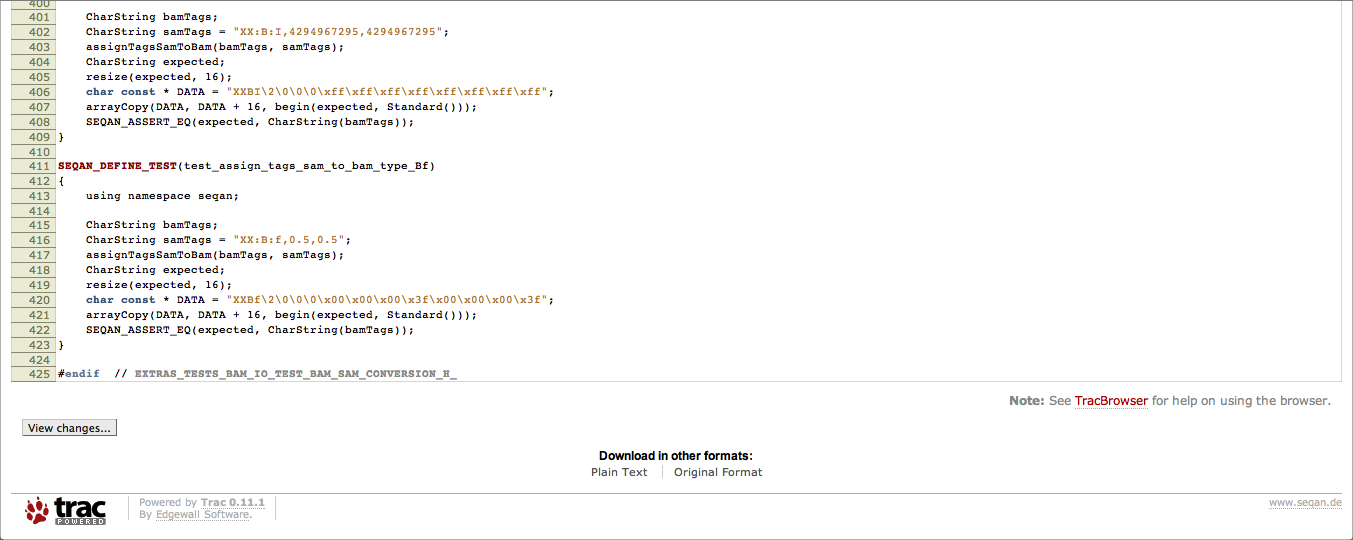 400
401 CharString bamTags;
402 CharString samTags = "XX:B:I,4294967295,4294967295";
403 assignTagsSamToBam(bamTags, samTags);
404 CharString expected;
405 resize(expected, 16);
406 char const * DATA = "XXBI\2\0\0\0\xff\xff\xff\xff\xff\xff\xff\xff";
407 arrayCopy(DATA, DATA + 16, begin(expected, Standard()));
408 SEQAN_ASSERT_EQ(expected, CharString(bamTags));
409 }
410
411 SEQAN_DEFINE_TEST(test_assign_tags_sam_to_bam_type_Bf)
412 {
413 using namespace seqan;
414
415 CharString bamTags;
416 CharString samTags = "XX:B:f,0.5,0.5";
417 assignTagsSamToBam(bamTags, samTags);
418 CharString expected;
419 resize(expected, 16);
420 char const * DATA = "XXBf\2\0\0\0\x00\x00\x00\x3f\x00\x00\x00\x3f";
421 arrayCopy(DATA, DATA + 16, begin(expected, Standard()));
422 SEQAN_ASSERT_EQ(expected, CharString(bamTags));
423 }
424
425 #endif // EXTRAS_TESTS_BAM_IO_TEST_BAM_SAM_CONVERSION_H_
Note: See TracBrowser for help on using the browser.
View changes...
Download in other formats:
Plain Text Original Format
trac POWERED
Powered by Trac 0.11.1
By Edgewall Software.
www.seqan.de